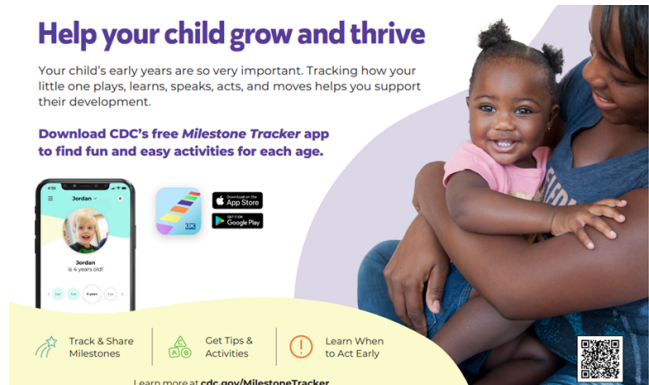 Help your child grow and thrive
Your child's early years are so very important. Tracking how your
little one plays, learns, speaks, acts, and moves helps you support
their development.
Download CDC's free Milestone Tracker app
to find fun and easy activities for each age.
Jordan
Download on the
App Store
GET IT ON
Google Play
CDC
Jordan
is 4 years old!
4 years
Track & Share
Milestones
Get Tips &
Activities
Learn When
to Act Early
Learn more at cdc.gov/MilestoneTracker